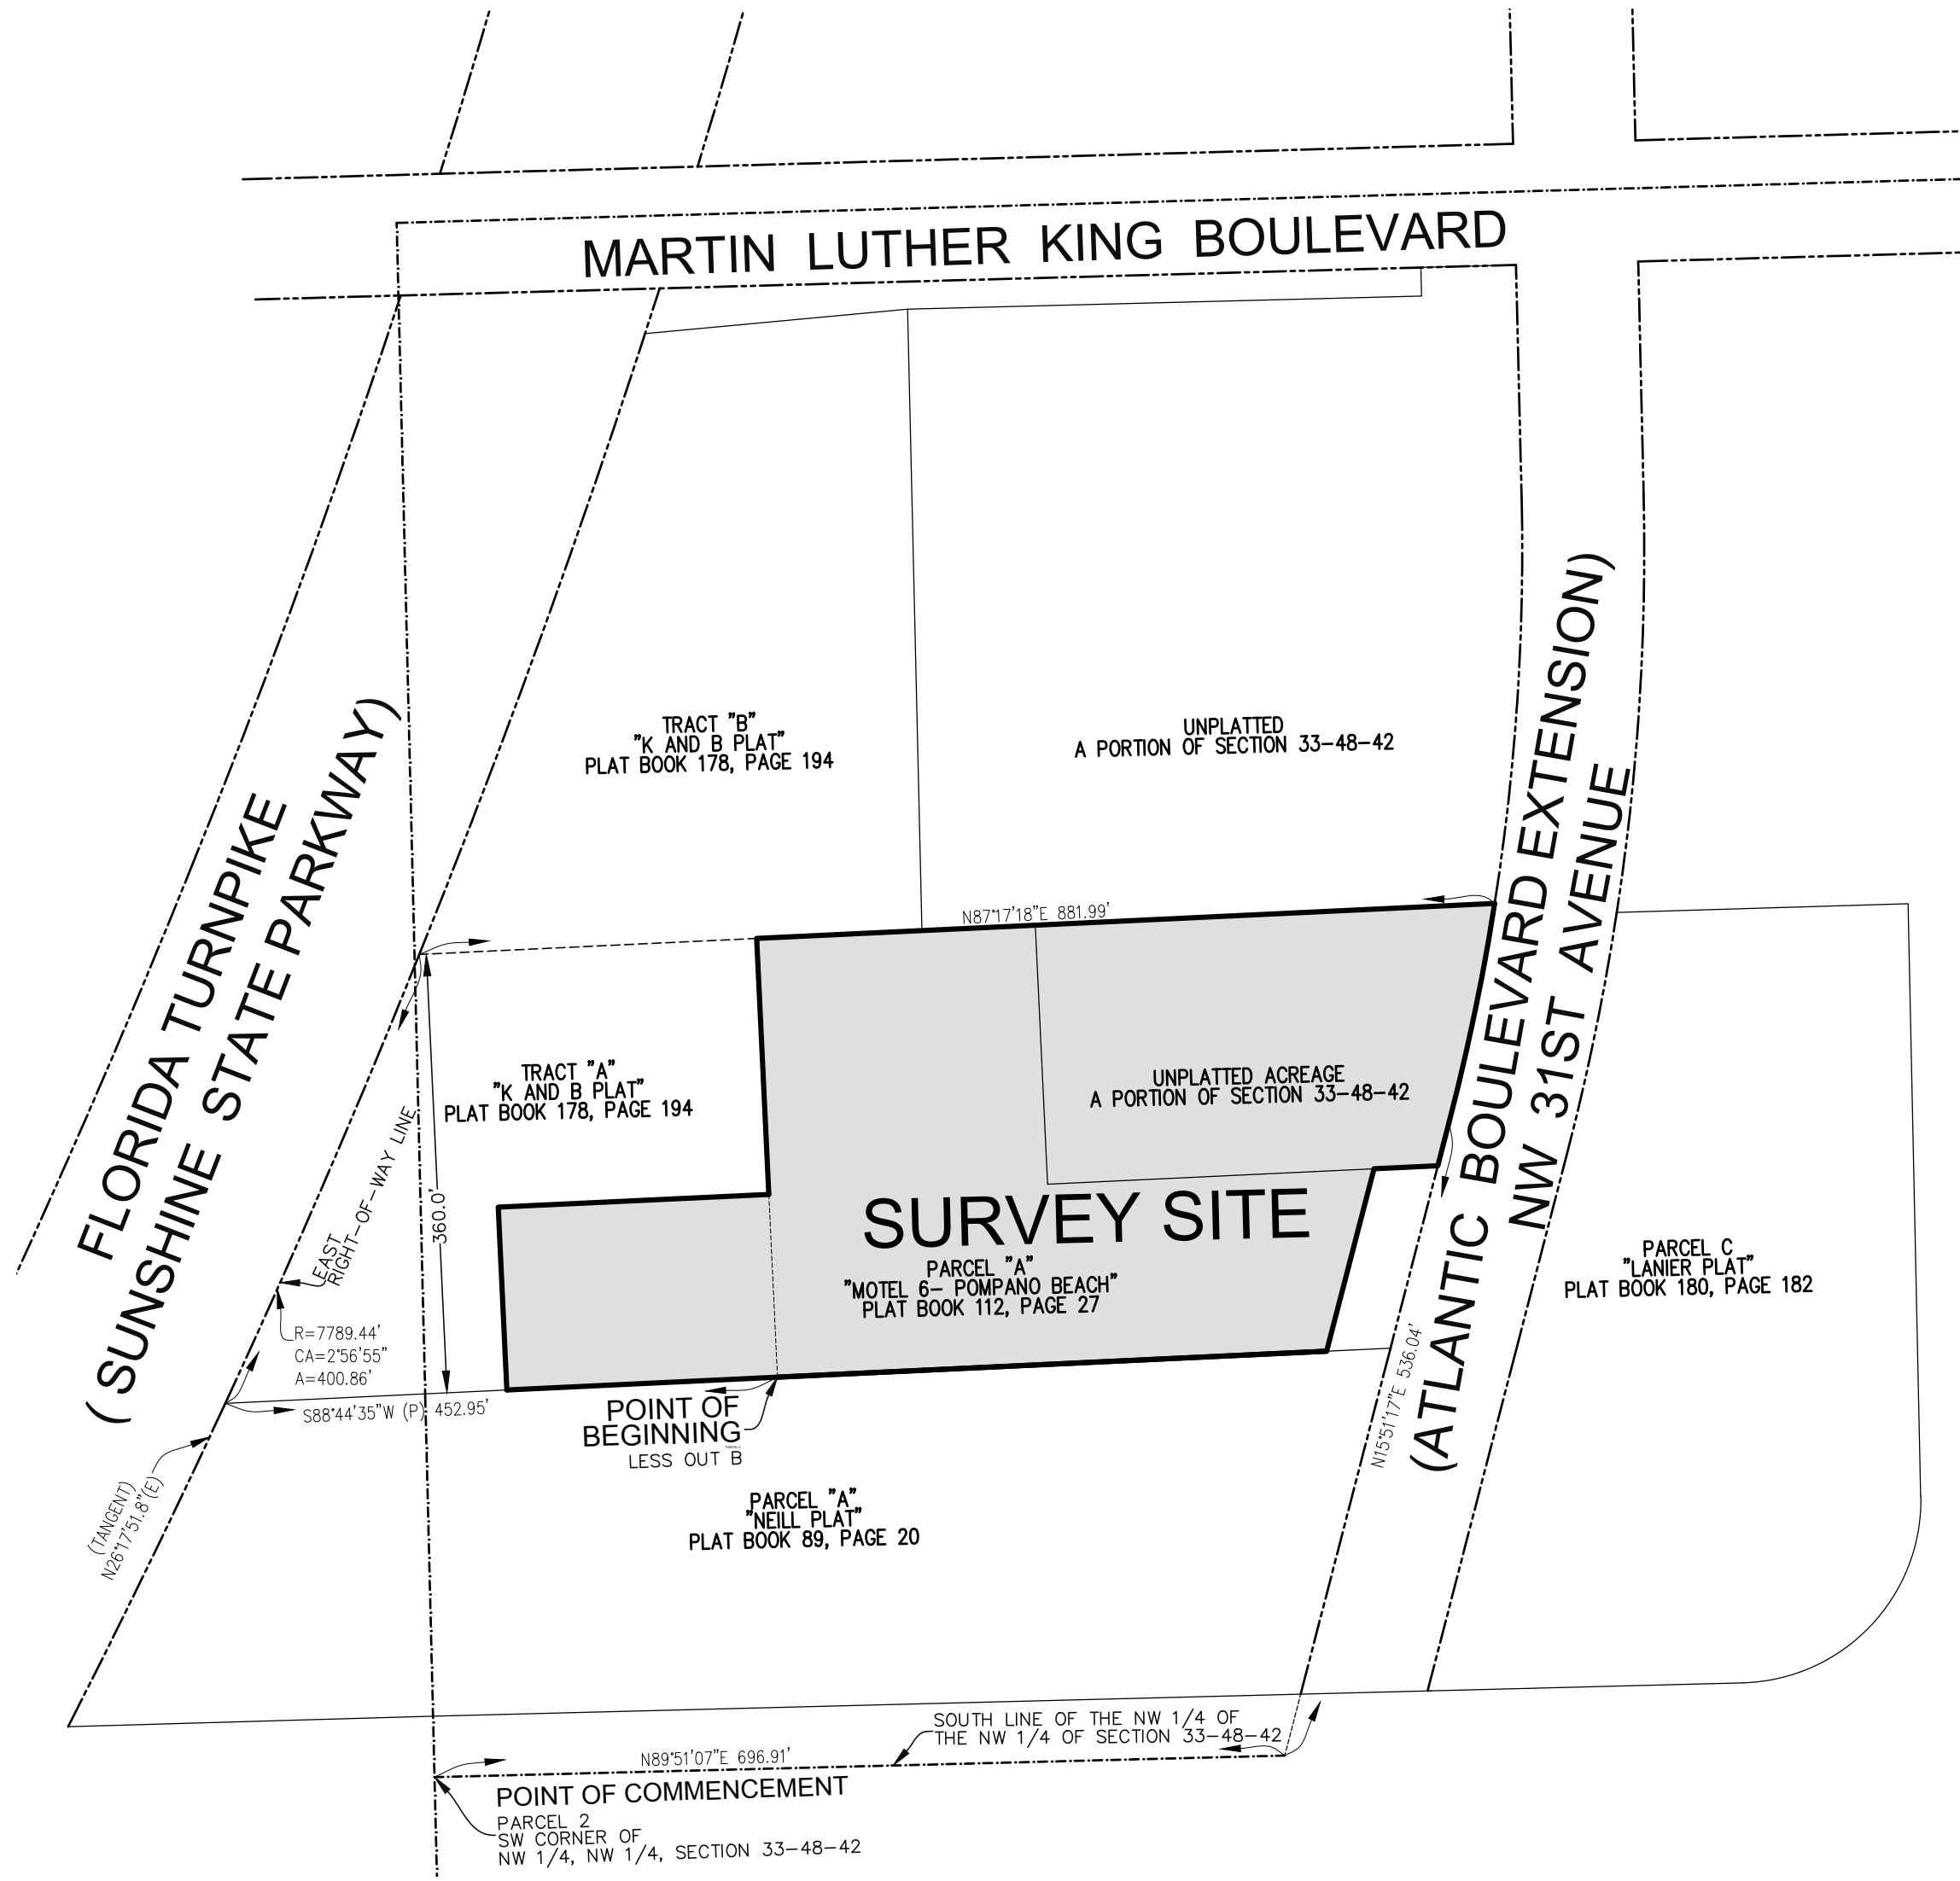 MARTIN LUTHER KING BOULEVARD
TRACT "B"
"K AND B PLAT"
PLAT BOOK 178, PAGE 194
UNPLATTED
A PORTION OF SECTION 33-48-42
FLORIDA TURNPIKE
( SUNSHINE STATE PARKWAY)
(ATLANTIC BOULEVARD EXTENSION)
NW 31ST AVENUE
N87°17'18"E 881.99'
TRACT "A"
"K AND B PLAT"
PLAT BOOK 178, PAGE 194
UNPLATTED ACREAGE
A PORTION OF SECTION 33-48-42
EAST
RIGHT-OF-WAY LINE
360.0'
SURVEY SITE
PARCEL "A"
"MOTEL 6- POMPANO BEACH"
PLAT BOOK 112, PAGE 27
PARCEL C
"LANIER PLAT"
PLAT BOOK 180, PAGE 182
R=7789.44'
CA=2°56'55"
A=400.86'
S88°44'35"W (P) 452.95'
POINT OF
BEGINNING
LESS OUT B
N15°51'17"E 536.04'
(TANGENT)
N26°17'51.8"(E)
PARCEL "A"
"NEILL PLAT"
PLAT BOOK 89, PAGE 20
SOUTH LINE OF THE NW 1/4 OF
THE NW 1/4 OF SECTION 33-48-42
N89°51'07"E 696.91'
POINT OF COMMENCEMENT
PARCEL 2
SW CORNER OF
NW 1/4, NW 1/4, SECTION 33-48-42